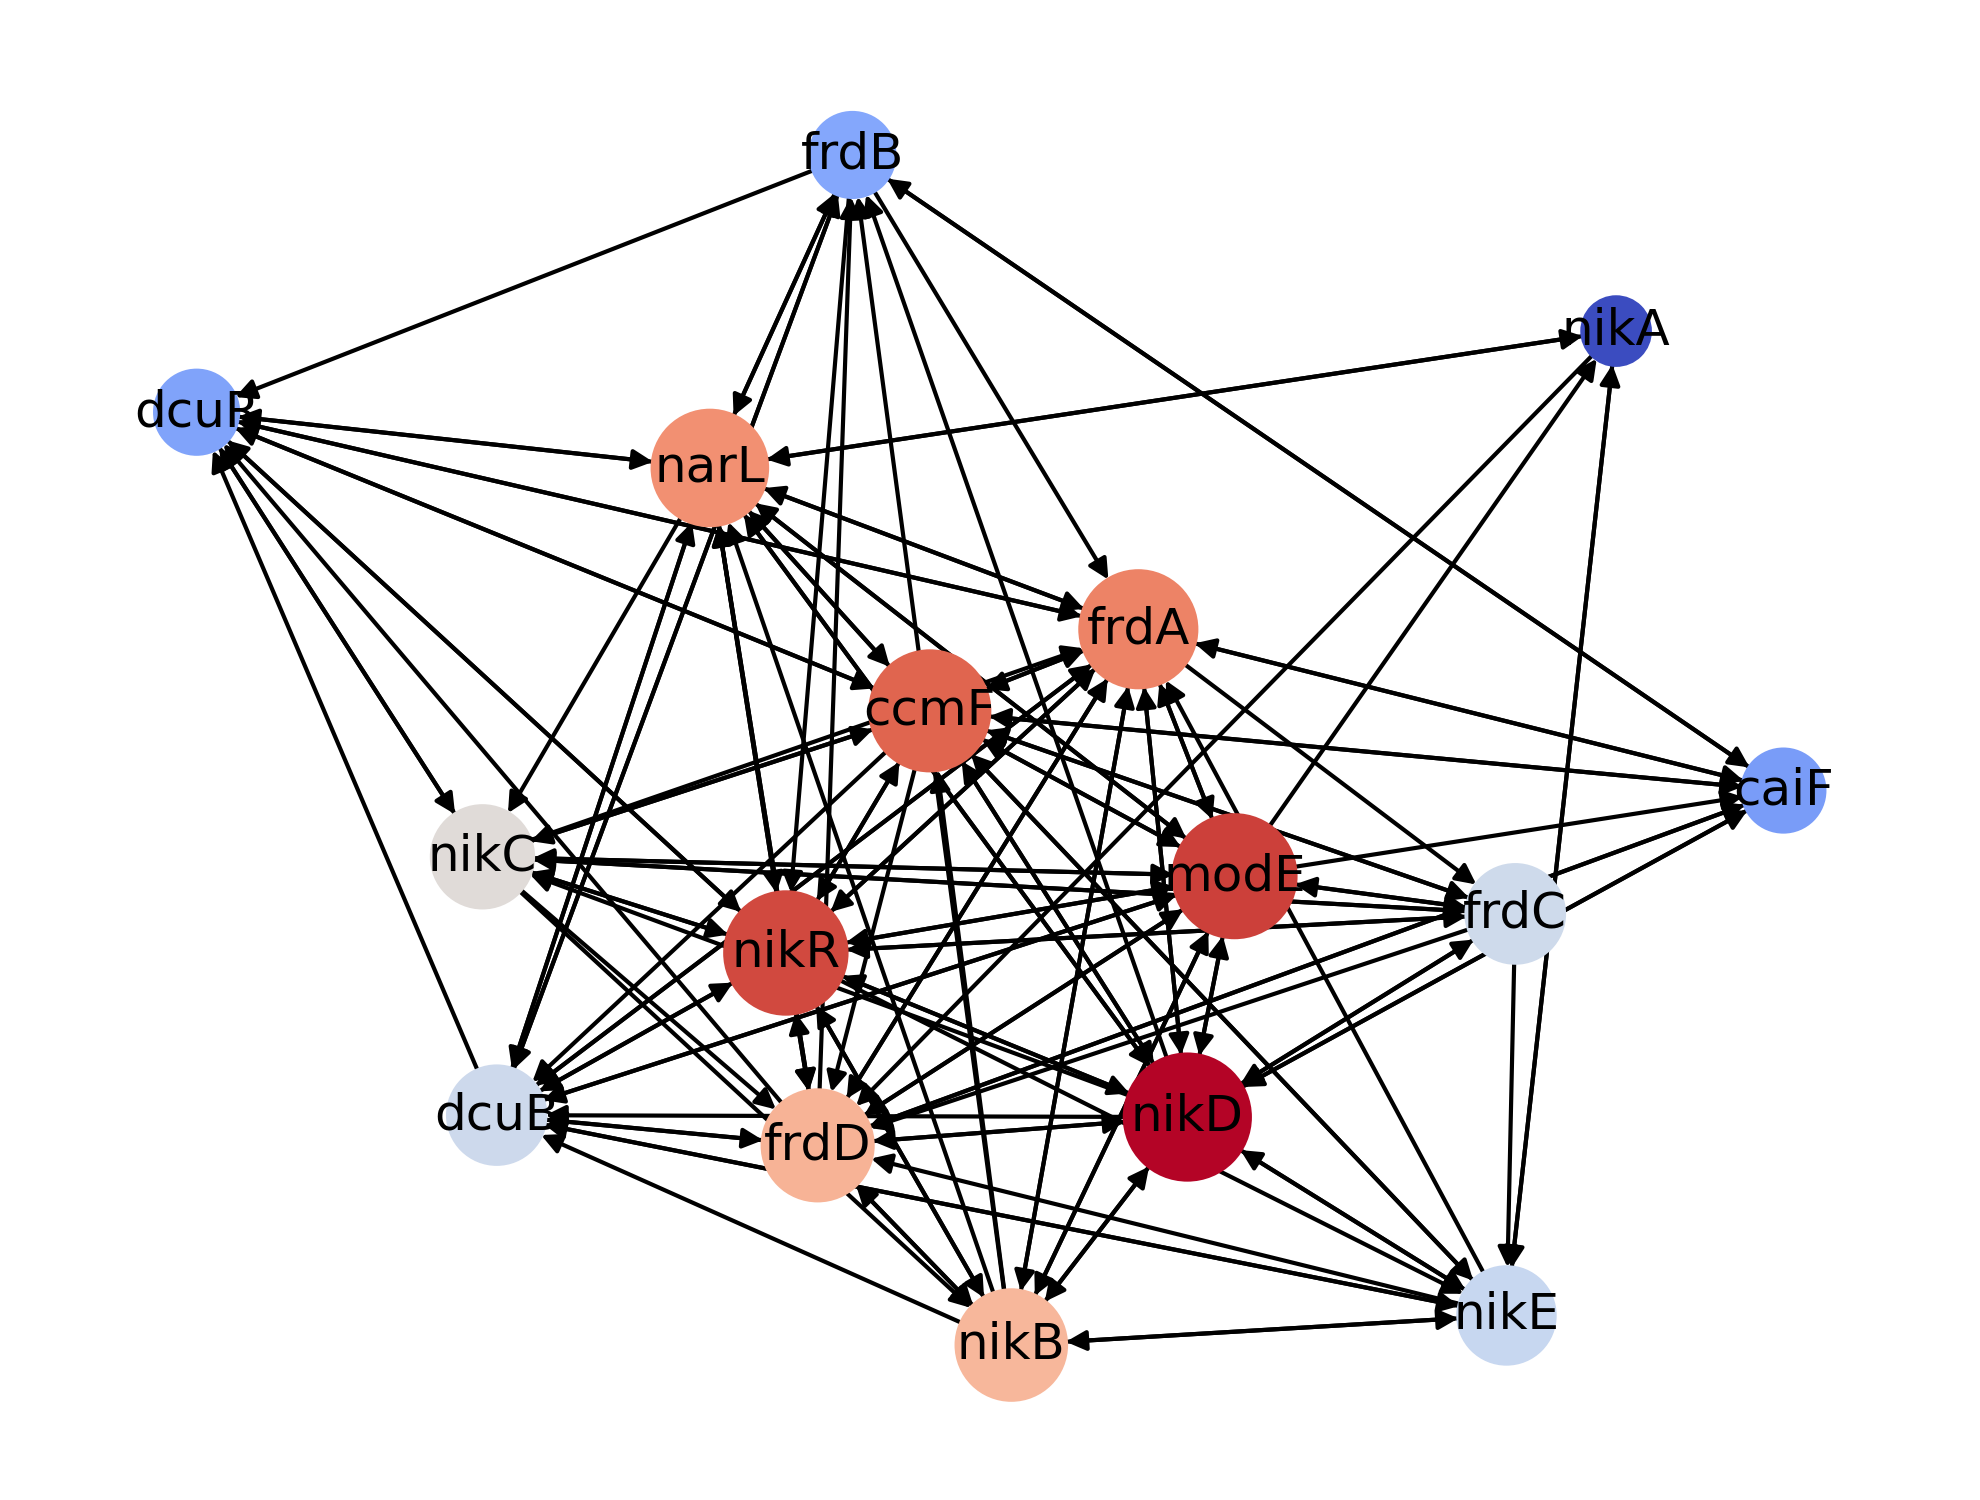 frdB
nikA
dcuR
narL
frdA
ccmF
caiF
nikC
modE
frdC
nikR
dcuB
nikD
frdD
nikE
nikB